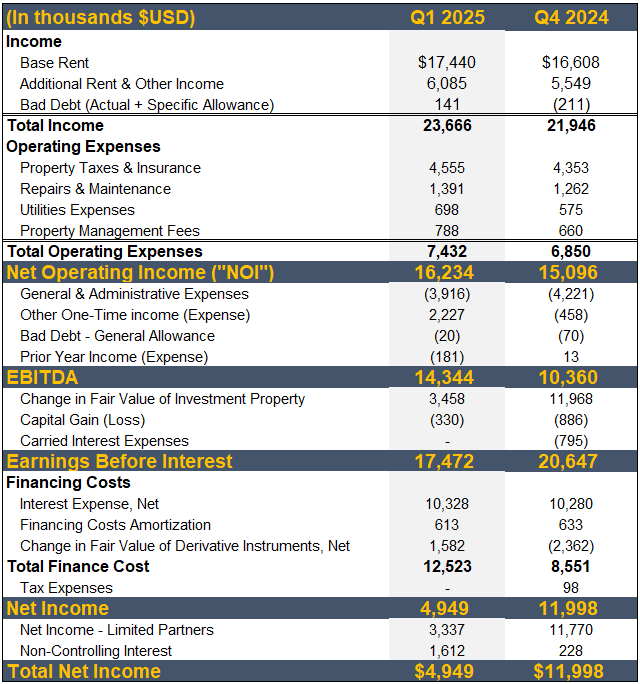 (In thousands $USD) Q1 2025 Q4 2024
Income
Base Rent $17,440 $16,608
Additional Rent & Other Income 6,085 5,549
Bad Debt (Actual + Specific Allowance) 141 (211)
Total Income 23,666 21,946
Operating Expenses
Property Taxes & Insurance 4,555 4,353
Repairs & Maintenance 1,391 1,262
Utilities Expenses 698 575
Property Management Fees 788 660
Total Operating Expenses 7,432 6,850
Net Operating Income ("NOI") 16,234 15,096
General & Administrative Expenses (3,916) (4,221)
Other One-Time income (Expense) 2,227 (458)
Bad Debt - General Allowance (20) (70)
Prior Year Income (Expense) (181) 13
EBITDA 14,344 10,360
Change in Fair Value of Investment Property 3,458 11,968
Capital Gain (Loss) (330) (886)
Carried Interest Expenses - (795)
Earnings Before Interest 17,472 20,647
Financing Costs
Interest Expense, Net 10,328 10,280
Financing Costs Amortization 613 633
Change in Fair Value of Derivative Instruments, Net 1,582 (2,362)
Total Finance Cost 12,523 8,551
Tax Expenses - 98
Net Income 4,949 11,998
Net Income - Limited Partners 3,337 11,770
Non-Controlling Interest 1,612 228
Total Net Income $4,949 $11,998